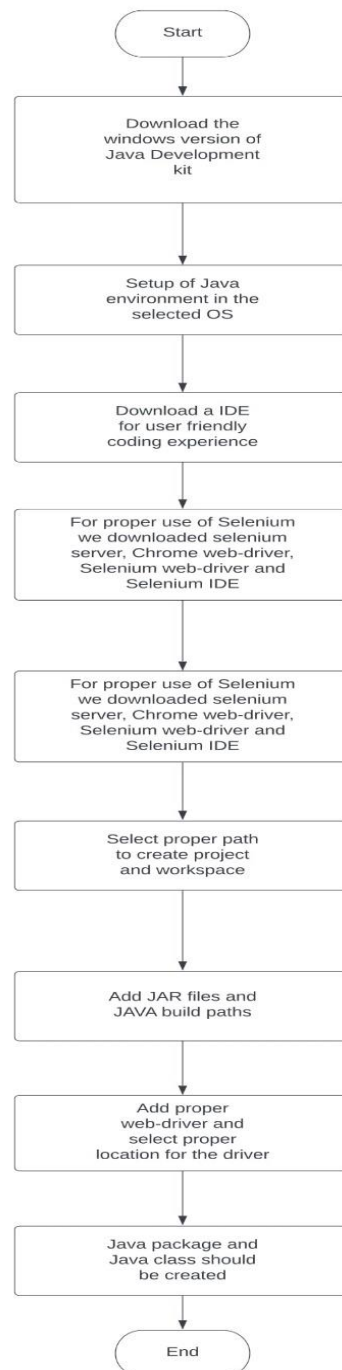 Start
Download the
windows version of
Java Development
kit
Setup of Java
environment in the
selected OS
Download a IDE
for user friendly
coding experience
For proper use of Selenium
we downloaded selenium
server, Chrome web-driver,
Selenium web-driver and
Selenium IDE
For proper use of Selenium
we downloaded selenium
server, Chrome web-driver,
Selenium web-driver and
Selenium IDE
Select proper path
to create project
and workspace
Add JAR files and
JAVA build paths
Add proper
web-driver and
select proper
location for the driver
Java package and
Java class should
be created
End